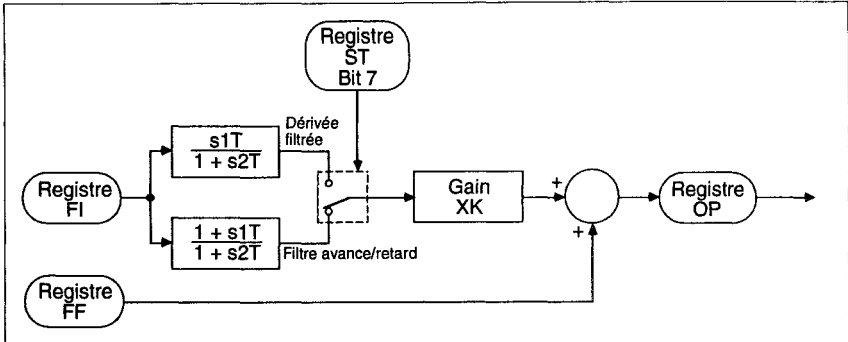 Registre
ST
Bit 7
Dérivée
filtrée
s1T
1 + s2T
Registre
FI
Gain
XK
+
Registre
OP
1 + s1T
1 + s2T
Filtre avance/retard
+
Registre
FF